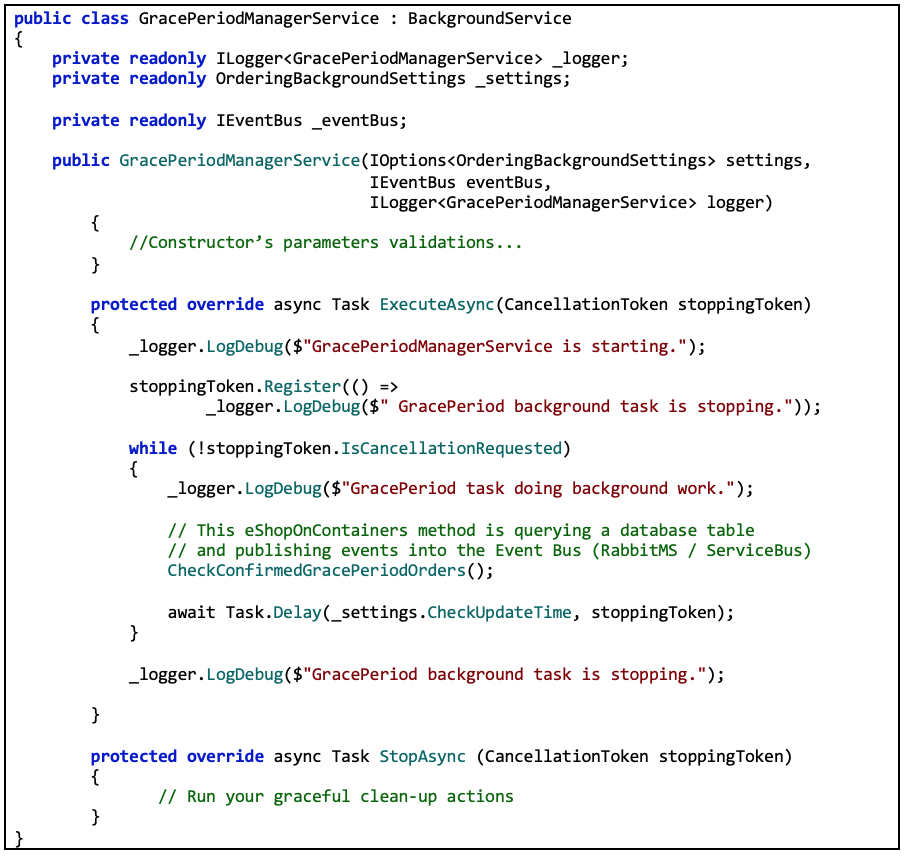 public class GracePeriodManagerService : BackgroundService
{
    private readonly ILogger<GracePeriodManagerService> _logger;
    private readonly OrderingBackgroundSettings _settings;

    private readonly IEventBus _eventBus;

    public GracePeriodManagerService(IOptions<OrderingBackgroundSettings> settings,
                                     IEventBus eventBus,
                                     ILogger<GracePeriodManagerService> logger)
        {
            //Constructor’s parameters validations...
        }

        protected override async Task ExecuteAsync(CancellationToken stoppingToken)
        {
            _logger.LogDebug($"GracePeriodManagerService is starting.");

            stoppingToken.Register(() =>
                    _logger.LogDebug($" GracePeriod background task is stopping."));

            while (!stoppingToken.IsCancellationRequested)
            {
                _logger.LogDebug($"GracePeriod task doing background work.");

                // This eShopOnContainers method is querying a database table
                // and publishing events into the Event Bus (RabbitMS / ServiceBus)
                CheckConfirmedGracePeriodOrders();

                await Task.Delay(_settings.CheckUpdateTime, stoppingToken);
            }

            _logger.LogDebug($"GracePeriod background task is stopping.");

        }

        protected override async Task StopAsync (CancellationToken stoppingToken)
        {
               // Run your graceful clean-up actions
        }
}